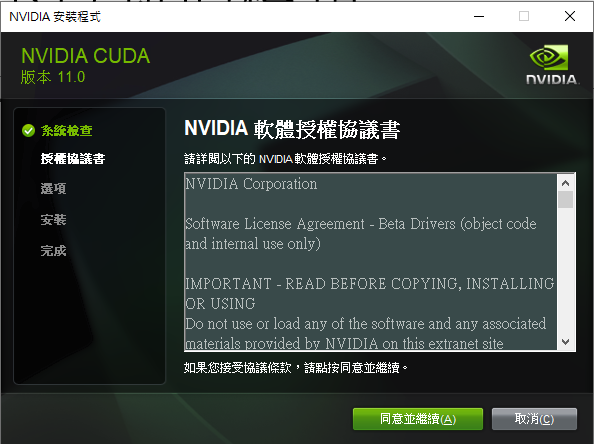 NVIDIA 安裝程式
NVIDIA CUDA
版本 11.0
NVIDIA.
系統檢查
授權協議書
選項
安裝
完成
NVIDIA 軟體授權協議書
請詳閱以下的 NVIDIA 軟體授權協議書。
NVIDIA Corporation
Software License Agreement - Beta Drivers (object code
and internal use only)
IMPORTANT - READ BEFORE COPYING, INSTALLING
OR USING
Do not use or load any of the software and any associated
materials provided by NVIDIA on this extranet site
如果您接受協議條款，請點按同意並繼續。
同意並繼續(A)
取消(C)